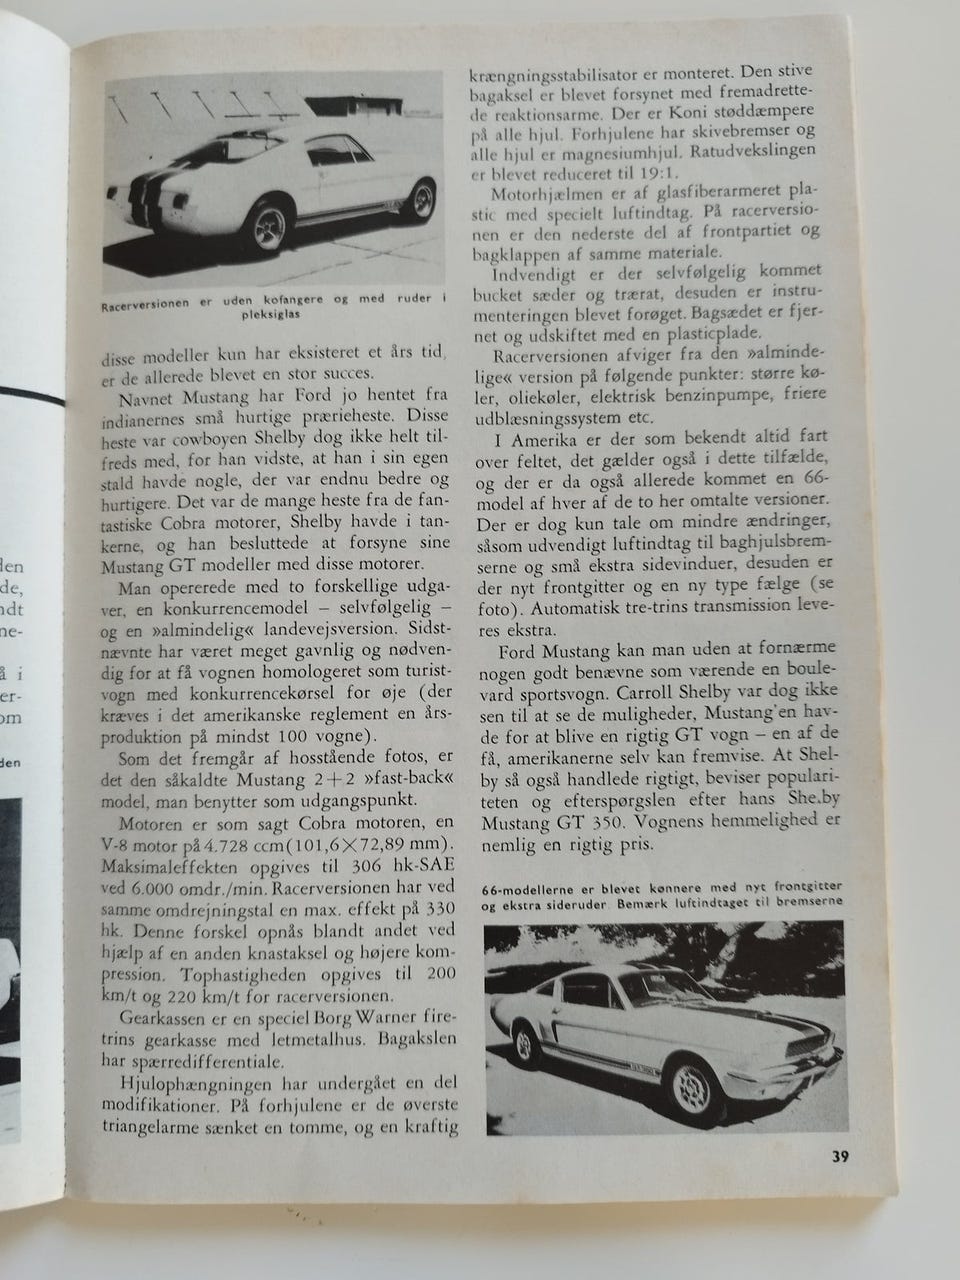 Racerversionen er uden kofangere og med ruder i
pleksiglas
disse modeller kun har eksisteret et års tid,
er de allerede blevet en stor succes.
Navnet Mustang har Ford jo hentet fra
indianernes små hurtige prærieheste. Disse
heste var cowboyen Shelby dog ikke helt til-
freds med, for han vidste, at han i sin egen
stald havde nogle, der var endnu bedre og
hurtigere. Det var de mange heste fra de fan-
tastiske Cobra motorer, Shelby havde i tan-
kerne, og han besluttede at forsyne sine
Mustang GT modeller med disse motorer.
Man opererede med to forskellige udga-
ver, en konkurrencemodel – selvfølgelig –
og en »almindelig« landevejsversion. Sidst-
nævnte har været meget gavnlig og nødven-
dig for at få vognen homologeret som turist-
vogn med konkurrencekørsel for øje (der
kræves i det amerikanske reglement en års-
produktion på mindst 100 vogne).
Som det fremgår af hosstående fotos, er
det den såkaldte Mustang 2+2 »fast-back«
model, man benytter som udgangspunkt.
Motoren er som sagt Cobra motoren, en
V-8 motor på 4.728 ccm (101,6×72,89 mm).
Maksimaleffekten opgives til 306 hk-SAE
ved 6.000 omdr./min. Racerversionen har ved
samme omdrejningstal en max. effekt på 330
hk. Denne forskel opnås blandt andet ved
hjælp af en anden knastaksel og højere kom-
pression. Tophastigheden opgives til 200
km/t og 220 km/t for racerversionen.
Gearkassen er en speciel Borg Warner fire-
trins gearkasse med letmetalhus. Bagakslen
har spærredifferentiale.
Hjulophængningen har undergået en del
modifikationer. På forhjulene er de øverste
triangelarme sænket en tomme, og en kraftig
krængningsstabilisator er monteret. Den stive
bagaksel er blevet forsynet med fremadrette-
de reaktionsarme. Der er Koni støddæmpere
på alle hjul. Forhjulene har skivebremser og
alle hjul er magnesiumhjul. Ratudvekslingen
er blevet reduceret til 19:1.
Motorhjælmen er af glasfiberarmeret pla-
stic med specielt luftindtag. På racerversio-
nen er den nederste del af frontpartiet og
bagklappen af samme materiale.
Indvendigt er der selvfølgelig kommet
bucket sæder og trærat, desuden er instru-
menteringen blevet forøget. Bagsædet er fjer-
net og udskiftet med en plasticplade.
Racerversionen afviger fra den »alminde-
lige« version på følgende punkter: større kø-
ler, oliekøler, elektrisk benzinpumpe, friere
udblæsningssystem etc.
I Amerika er der som bekendt altid fart
over feltet, det gælder også i dette tilfælde,
og der er da også allerede kommet en 66-
model af hver af de to her omtalte versioner.
Der er dog kun tale om mindre ændringer,
såsom udvendigt luftindtag til baghjulsbrem-
serne og små ekstra sidevinduer, desuden er
der nyt frontgitter og en ny type fælge (se
foto). Automatisk tre-trins transmission leve-
res ekstra.
Ford Mustang kan man uden at fornærme
nogen godt benævne som værende en boule-
vard sportsvogn. Carroll Shelby var dog ikke
sen til at se de muligheder, Mustang'en hav-
de for at blive en rigtig GT vogn – en af de
få, amerikanerne selv kan fremvise. At Shel-
by så også handlede rigtigt, beviser populari-
teten og efterspørgslen efter hans She.by
Mustang GT 350. Vognens hemmelighed er
nemlig en rigtig pris.
66-modellerne er blevet kønnere med nyt frontgitter
og ekstra sideruder. Bemærk luftindtaget til bremserne
39